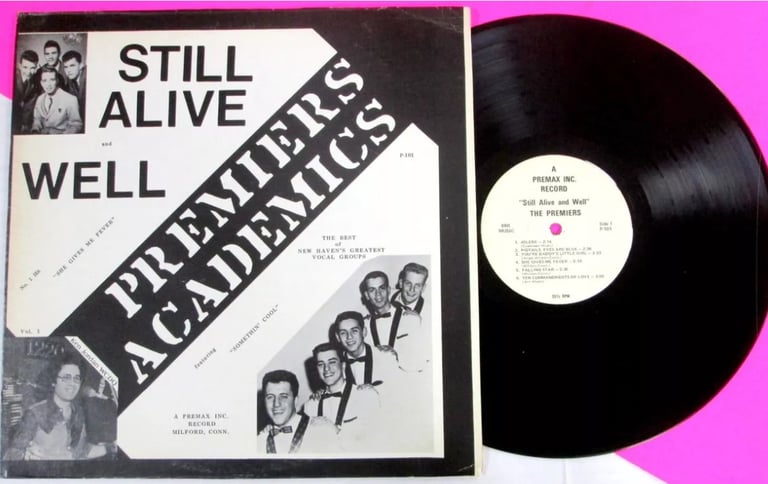 STILL
ALIVE
and
WELL
PREMIERS
ACADEMICS
P-101
No. 1 Hit
"SHE GIVES ME FEVER"
THE BEST
of
NEW HAVEN'S GREATEST
VOCAL GROUPS
Vol. 1
featuring
"SOMETHIN' COOL"
A PREMAX INC.
RECORD
MILFORD, CONN.
A
PREMAX INC.
RECORD
"Still Alive and Well"
THE PREMIERS
BMI
MUSIC
Side 1
P 101
1. JOLENE
2. PIGTAILS, EYES ARE BLUE
3. YOU'RE DADDY'S LITTLE GIRL
4. SHE GIVES ME FEVER
5. FALLING STAR
6. TEN COMMANDMENTS OF LOVE
33⅓ RPM